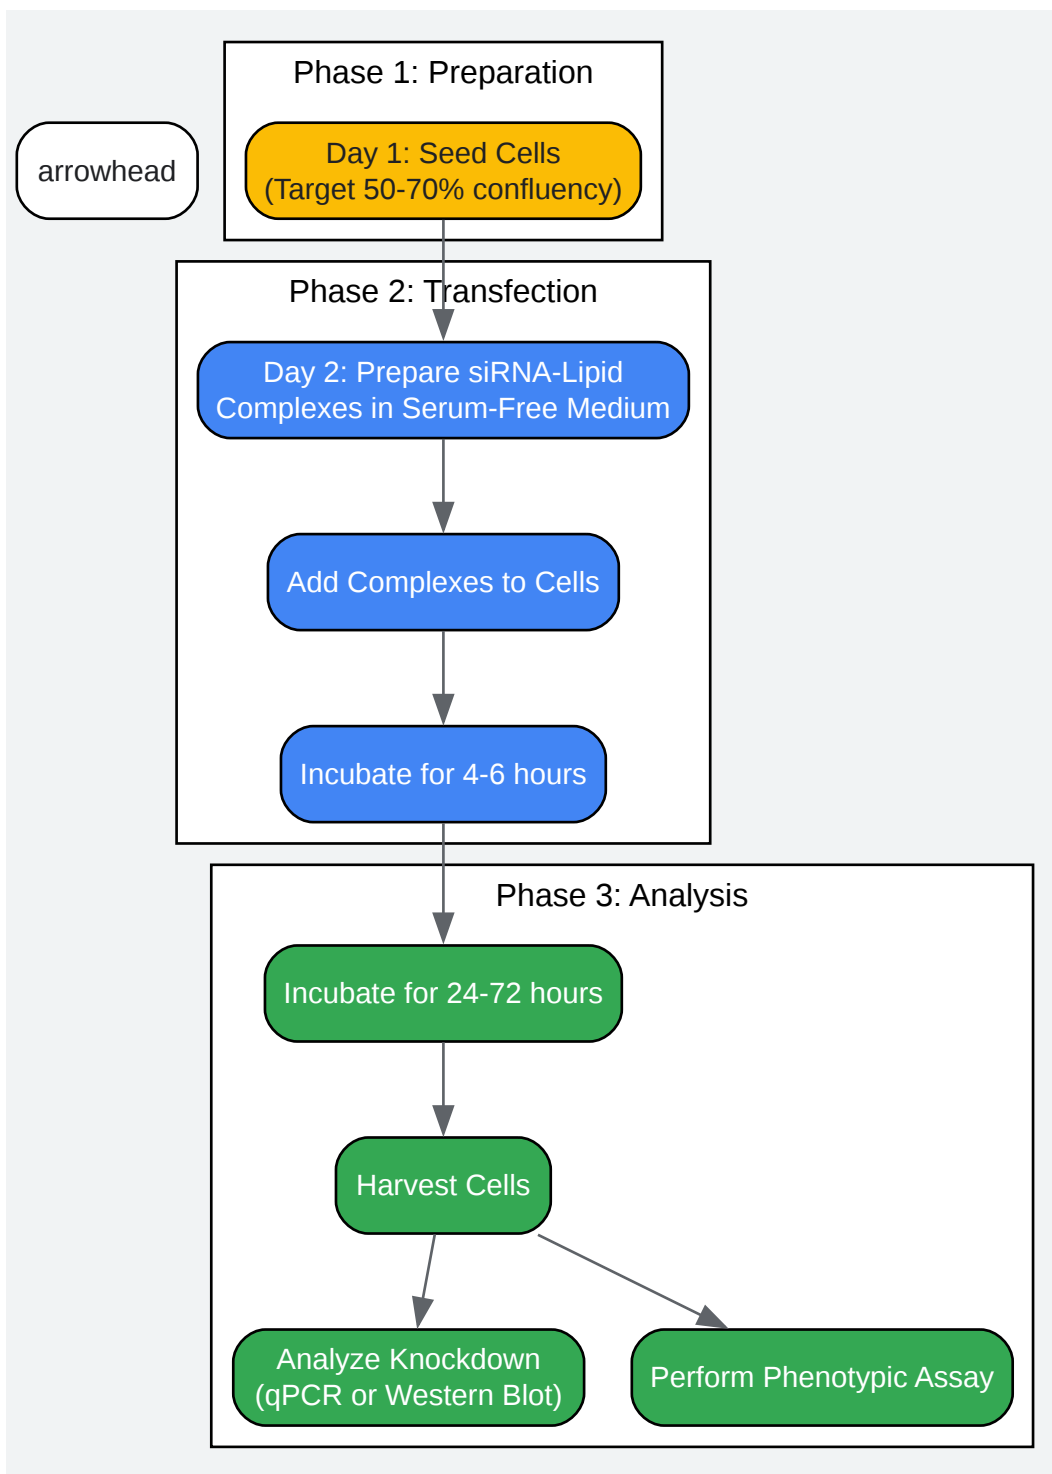 Phase 1: Preparation
arrowhead
Day 1: Seed Cells
(Target 50-70% confluency)
Phase 2: Transfection
Day 2: Prepare siRNA-Lipid
Complexes in Serum-Free Medium
Add Complexes to Cells
Incubate for 4-6 hours
Phase 3: Analysis
Incubate for 24-72 hours
Harvest Cells
Analyze Knockdown
(qPCR or Western Blot)
Perform Phenotypic Assay